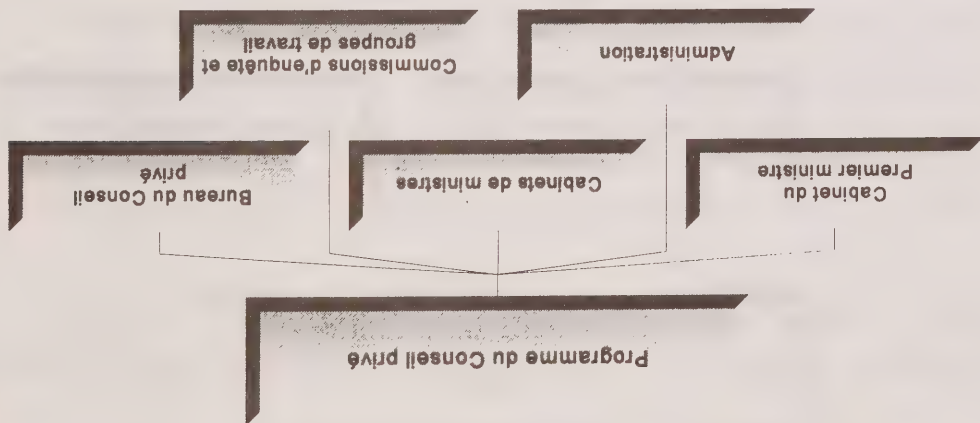 Programme du Conseil privé
Cabinet du
Premier ministre
Cabinets de ministres
Bureau du Conseil
privé
Administration
Commissions d'enquête et
groupes de travail